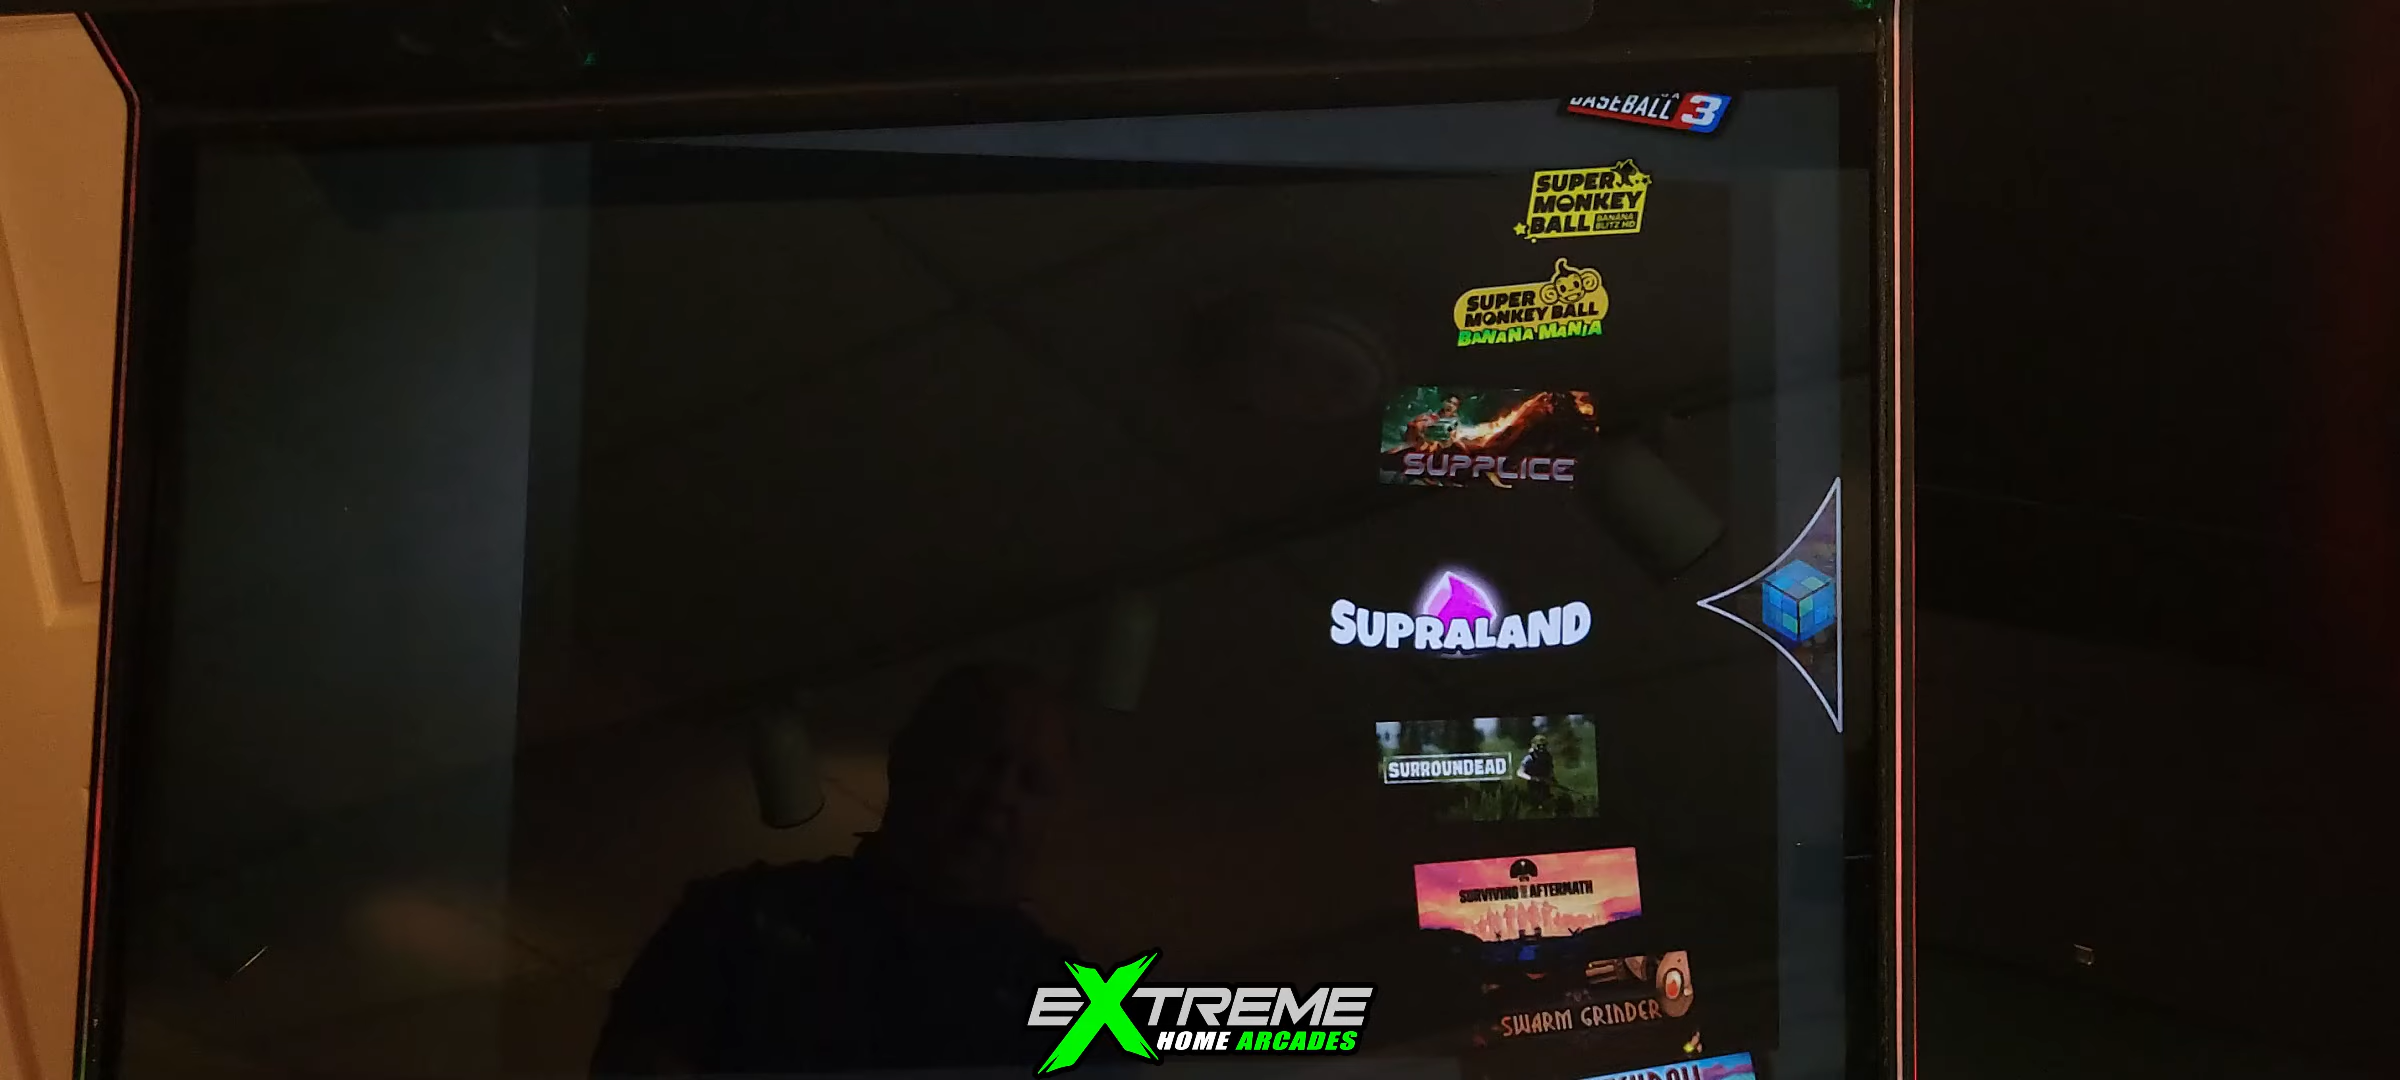 BASEBALL 3
SUPER
MONKEY
BALL
BANANA
BLITZ HD
SUPER
MONKEY BALL
BANANA MANIA
SUPPLICE
SUPRALAND
SURROUNDEAD
SURVIVING THE AFTERMATH
SWARM GRINDER
EXTREME
HOME ARCADES